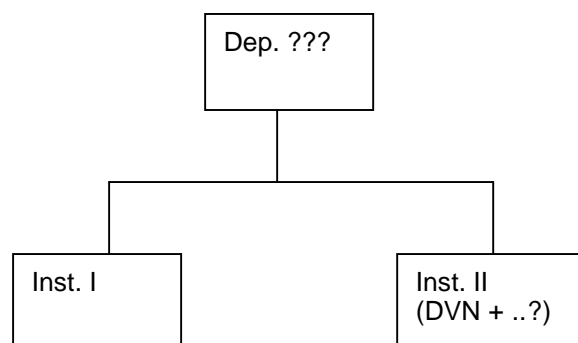 Dep. ???
Inst. I
Inst. II
(DVN + ..?)